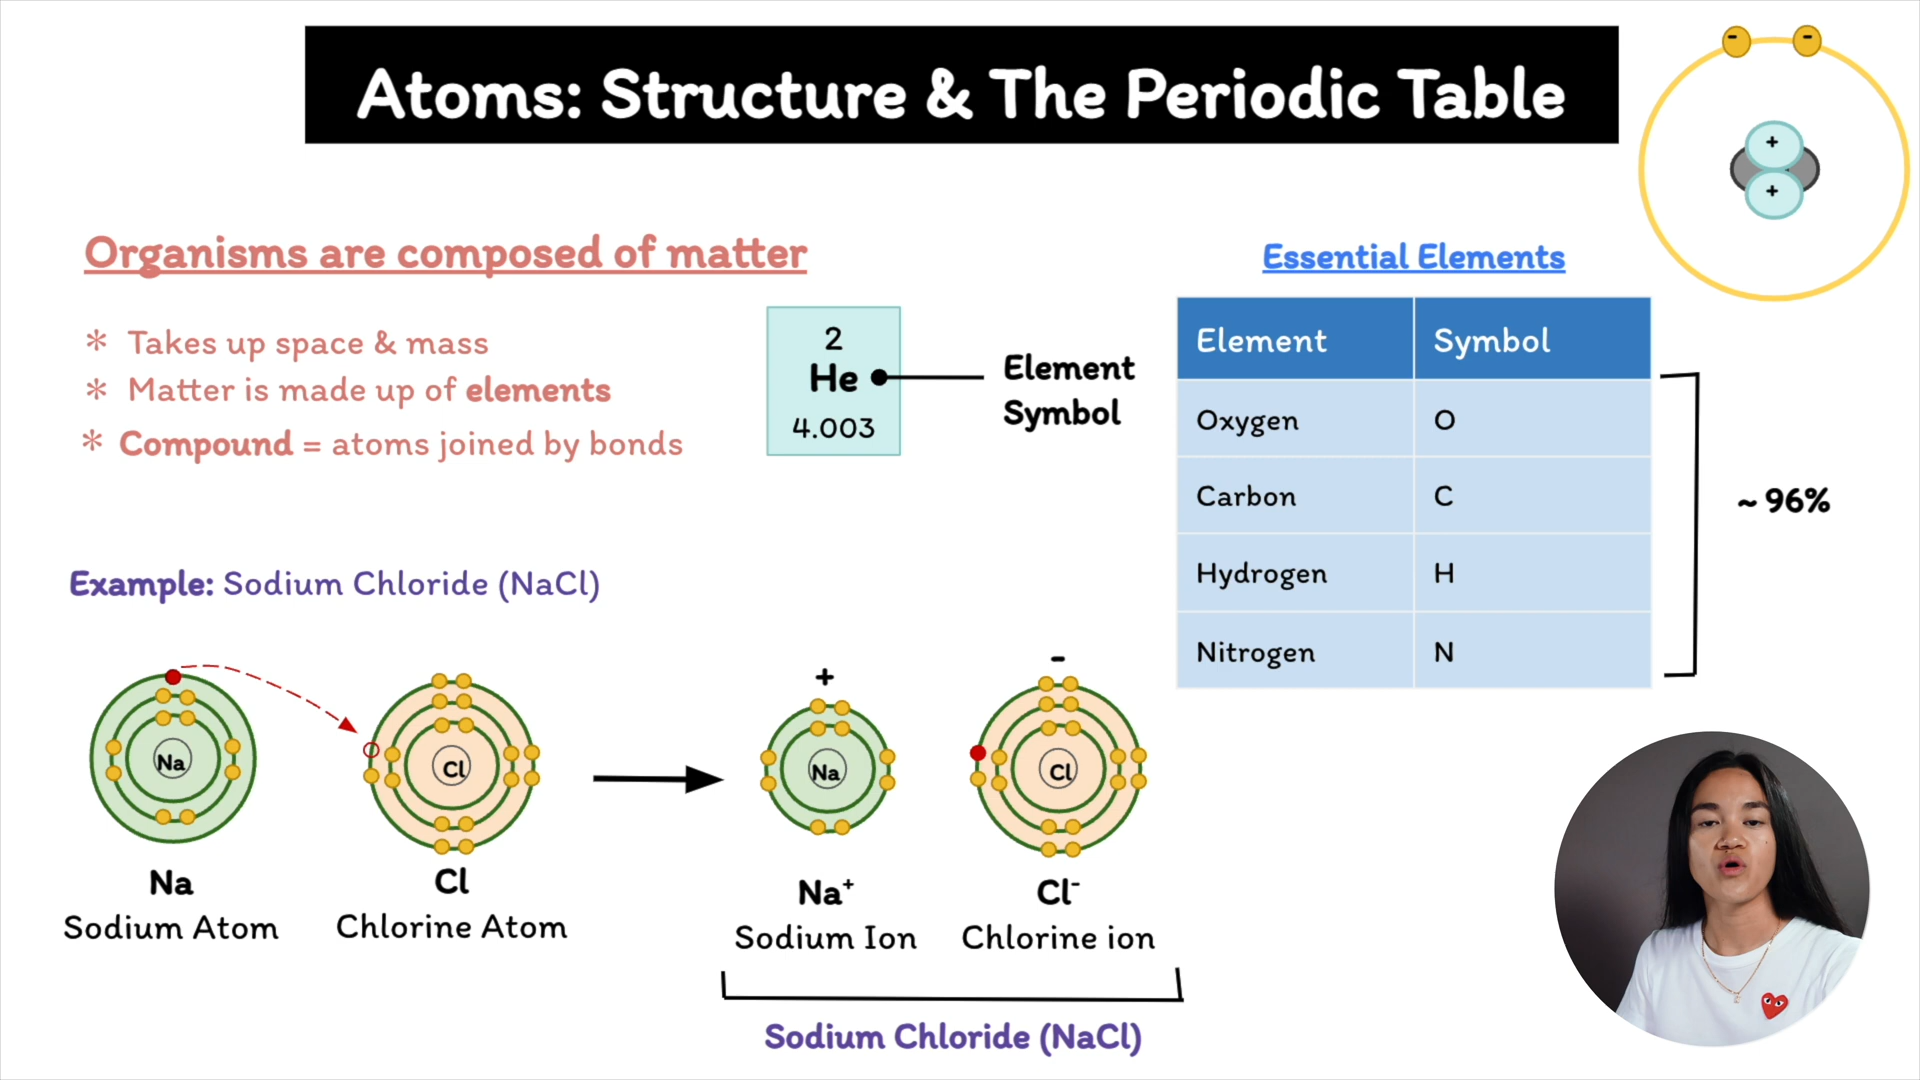 Atoms: Structure & The Periodic Table
- -
+
+
Organisms are composed of matter
* Takes up space & mass
* Matter is made up of elements
* Compound = atoms joined by bonds
2
He
4.003
Element
Symbol
Essential Elements
Element Symbol
Oxygen O
Carbon C
Hydrogen H
Nitrogen N
~ 96%
Example: Sodium Chloride (NaCl)
Na
Cl
+
Na
-
Cl
Na
Sodium Atom
Cl
Chlorine Atom
Na⁺
Sodium Ion
Cl⁻
Chlorine ion
Sodium Chloride (NaCl)